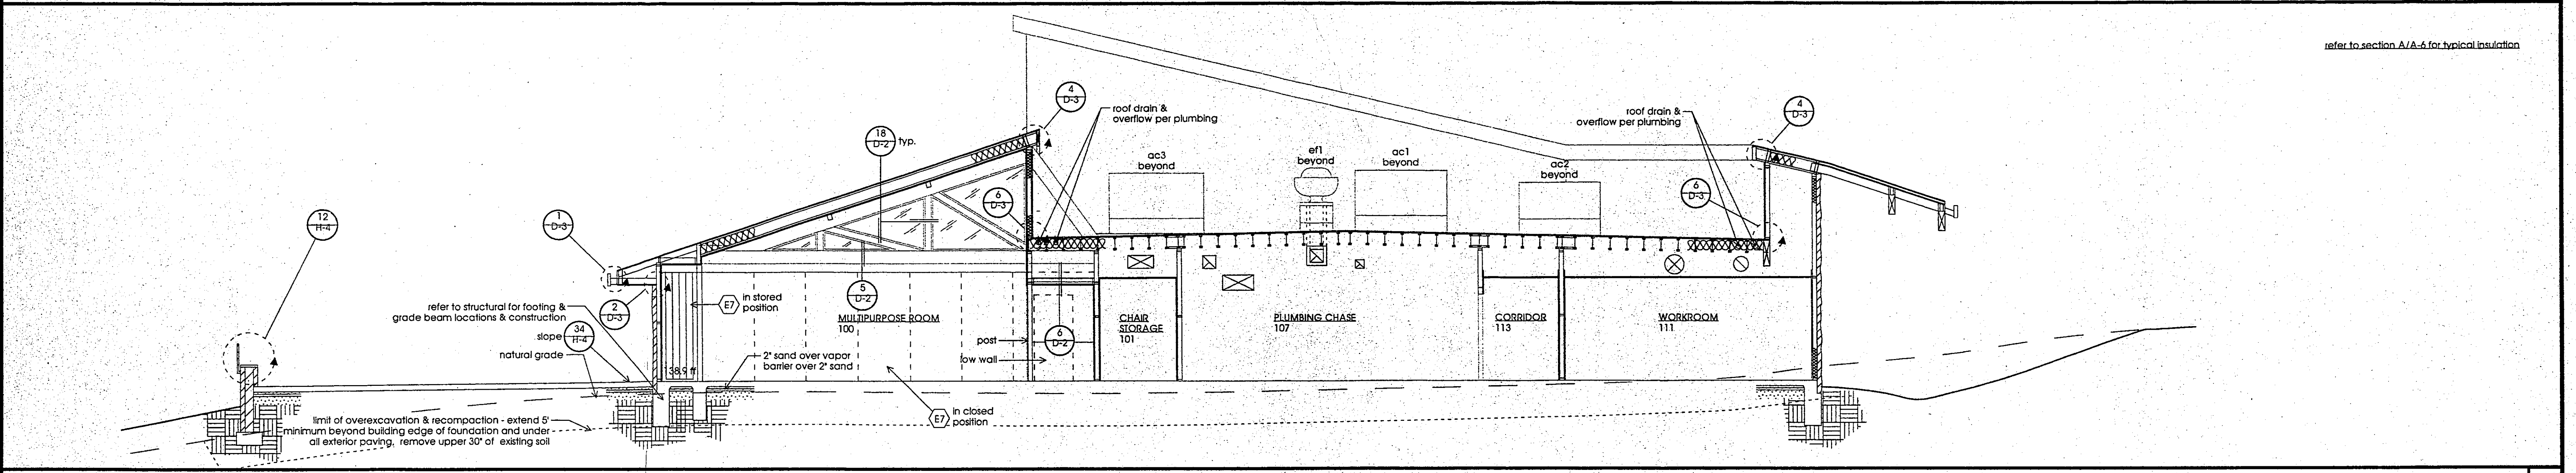 refer to section A/A-6 for typical insulation
4
D-3
roof drain &
overflow per plumbing
roof drain &
overflow per plumbing
4
D-3
18
D-2
typ.
ac3
beyond
ef1
beyond
ac1
beyond
ac2
beyond
6
D-3
6
D-3
12
H-4
1
D-3
refer to structural for footing &
grade beam locations & construction
2
D-3
E7
in stored
position
5
D-2
MULTIPURPOSE ROOM
100
CHAIR
STORAGE
101
PLUMBING CHASE
107
CORRIDOR
113
WORKROOM
111
slope
34
H-4
natural grade
post
low wall
6
D-2
2" sand over vapor
barrier over 2" sand
138.9 ff
limit of overexcavation & recompaction - extend 5'
minimum beyond building edge of foundation and under
all exterior paving, remove upper 30" of existing soil
E7
in closed
position